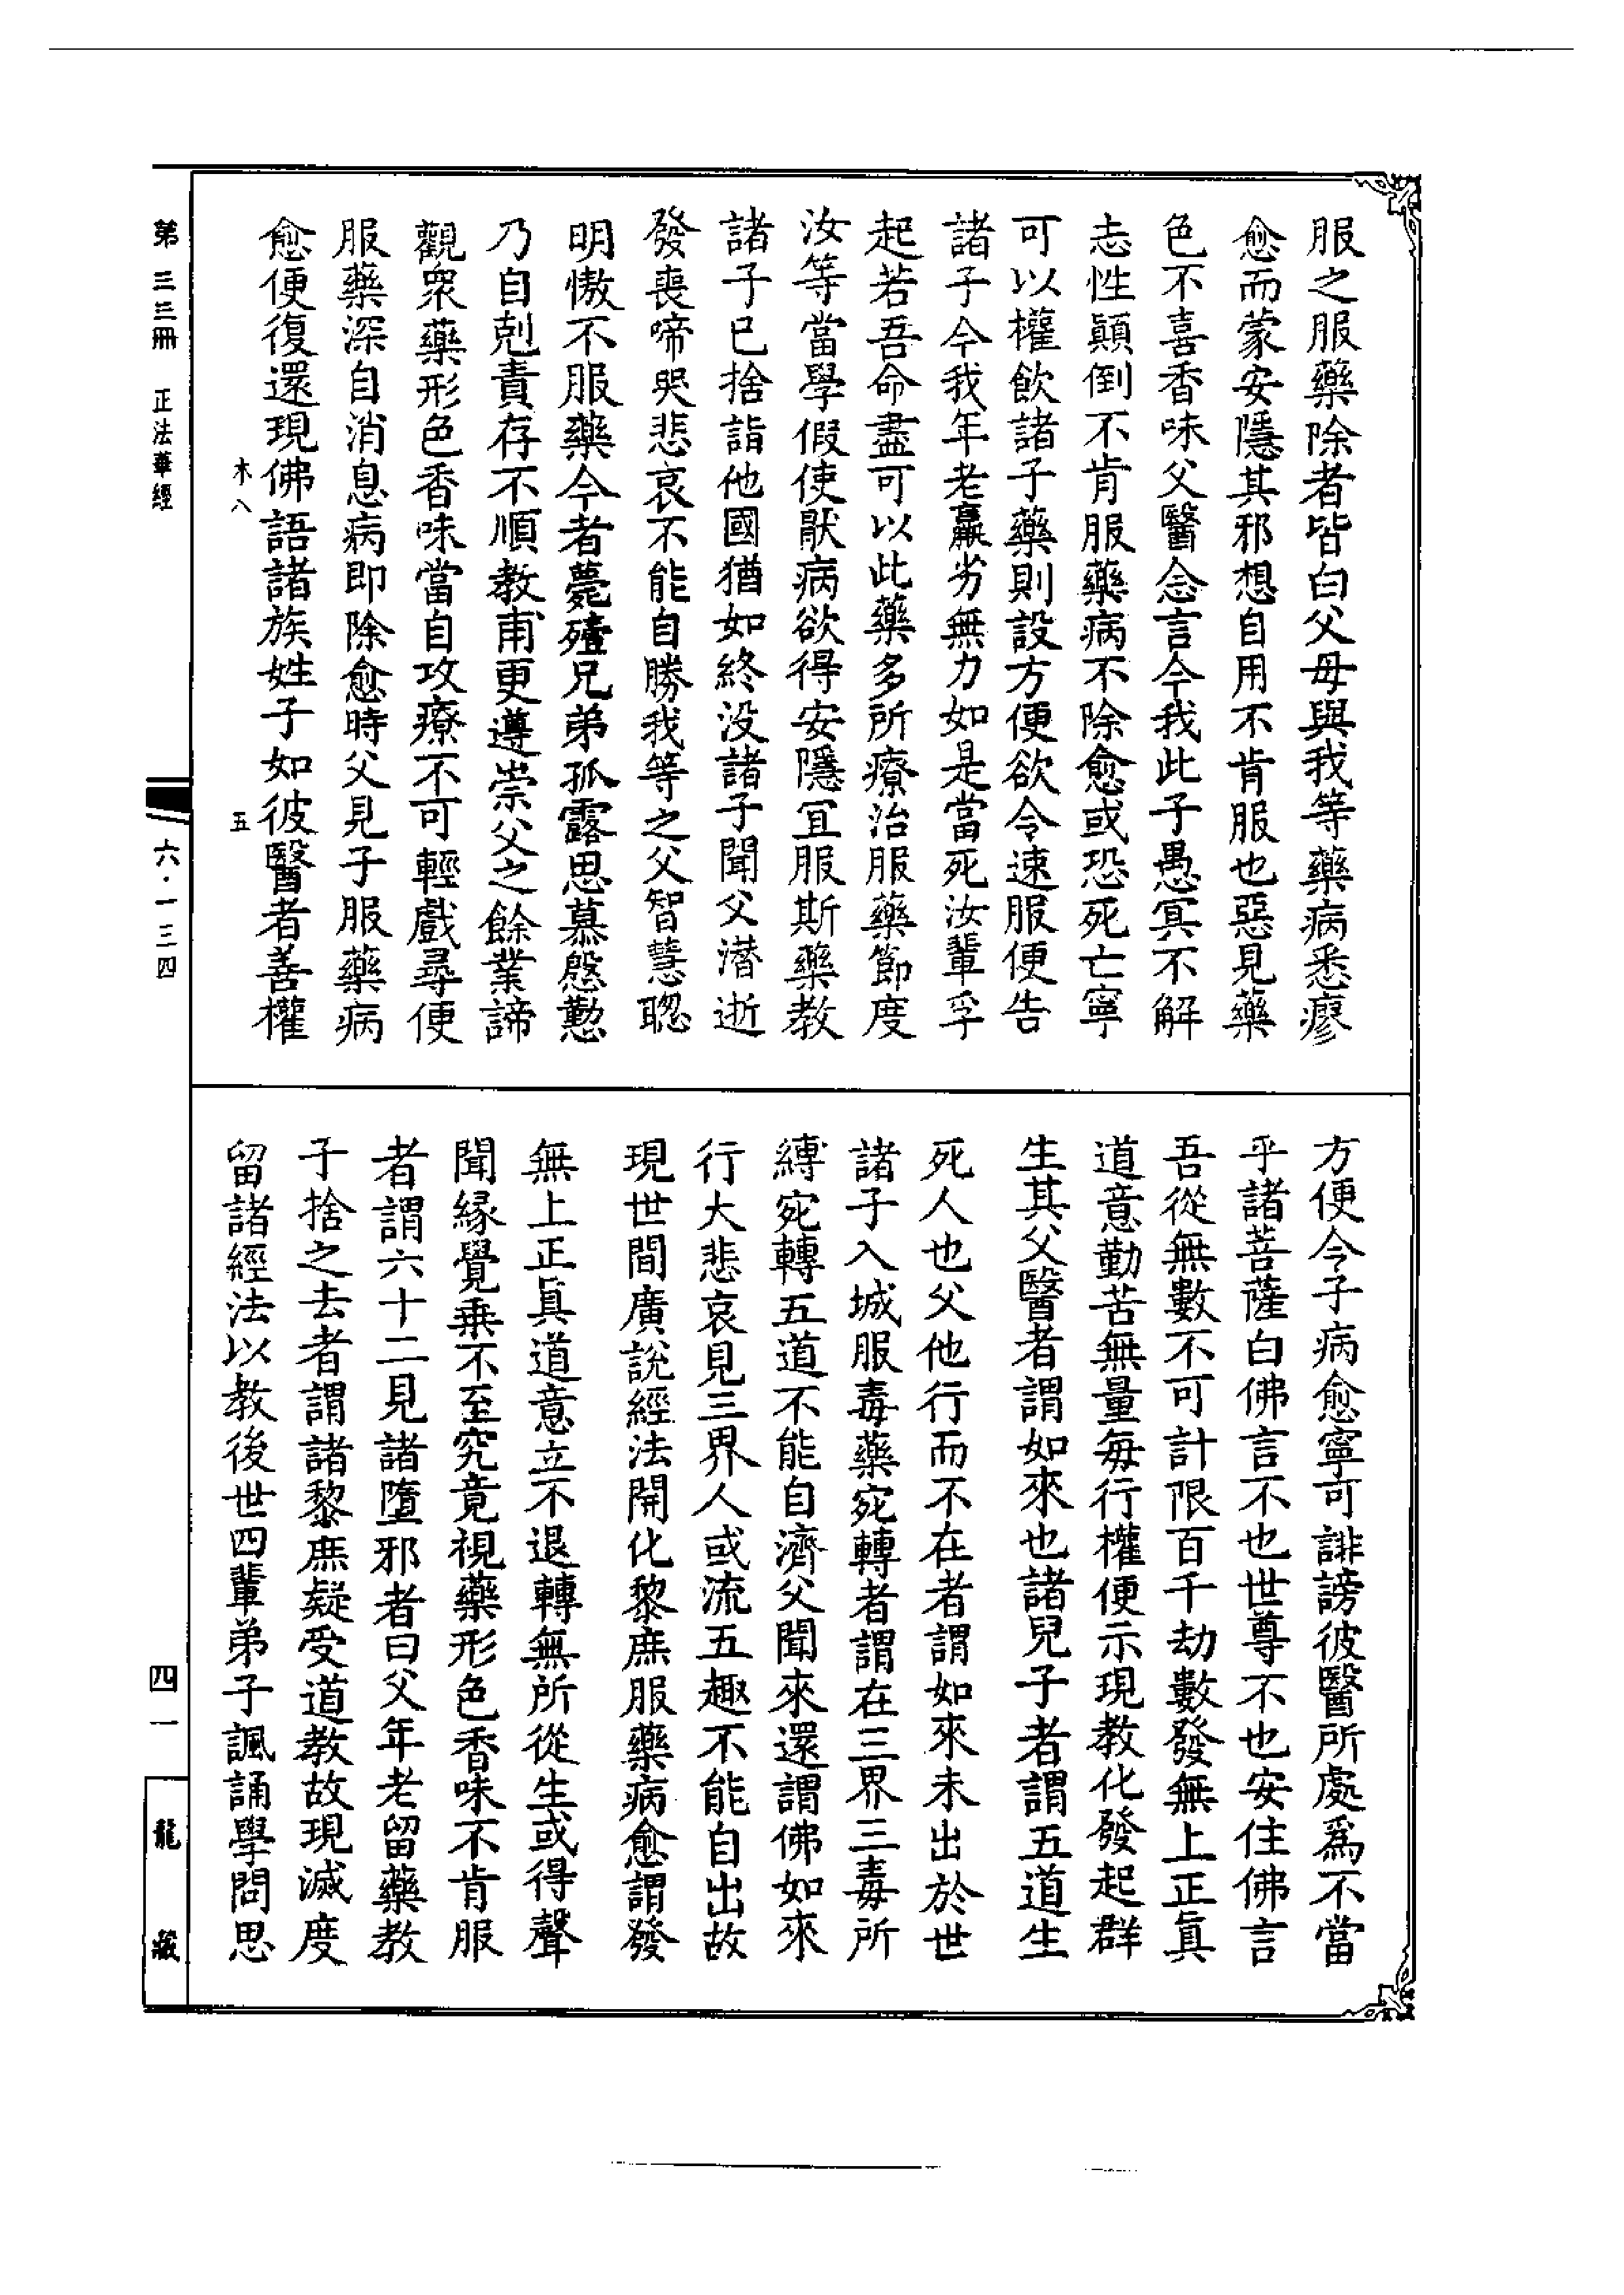 服之服藥除者皆白父母與我等藥病悉瘳
愈而蒙安隱其邪想自用不肯服也惡見藥
色不喜香味父醫念言今我此子愚冥不解
志性顚倒不肯服藥病不除愈或恐死亡寧
可以權飲諸子藥則設方便欲令速服便告
諸子今我年老羸劣無力如是當死汝輩孚
起若吾命盡可以此藥多所療治服藥節度
汝等當學假使厭病欲得安隱宜服斯藥教
諸子已捨詣他國猶如終没諸子聞父潛逝
發喪啼哭悲哀不能自勝我等之父智慧聦
明慠不服藥今者薨殪兄弟孤露思慕慇懃
乃自剋責存不順教甫更遵崇父之餘業諦
觀衆藥形色香味當自攻療不可輕戲尋便
服藥深自消息病即除愈時父見子服藥病
愈便復還現佛語諸族姓子如彼醫者善權
方便令子病愈寧可誹謗彼醫所處爲不當
乎諸菩薩白佛言不也世尊不也安住佛言
吾從無數不可計限百千劫數發無上正眞
道意勤苦無量每行權便示現教化發起群
生其父醫者謂如來也諸兒子者謂五道生
死人也父他行而不在者謂如來未出於世
諸子入城服毒藥宛轉者謂在三界三毒所
縛宛轉五道不能自濟父聞來還謂佛如來
行大悲哀見三界人或流五趣不能自出故
現世間廣說經法開化黎庶服藥病愈謂發
無上正眞道意立不退轉無所從生或得聲
聞緣覺乗不至究竟視藥形色香味不肯服
者謂六十二見諸墮邪者曰父年老留藥教
子捨之去者謂諸黎庶疑受道教故現滅度
留諸經法以教後世四輩弟子諷誦學問思
木八
五
第三三冊 正法華經
六·一三四
四一
龍藏